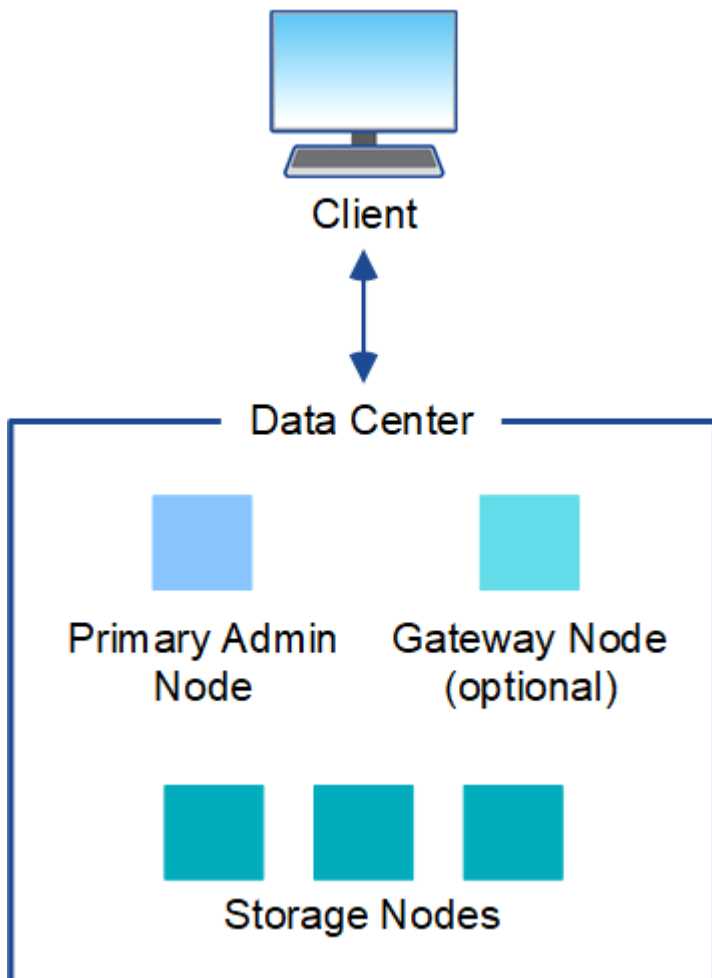 Client
Data Center
Primary Admin
Node
Gateway Node
(optional)
Storage Nodes